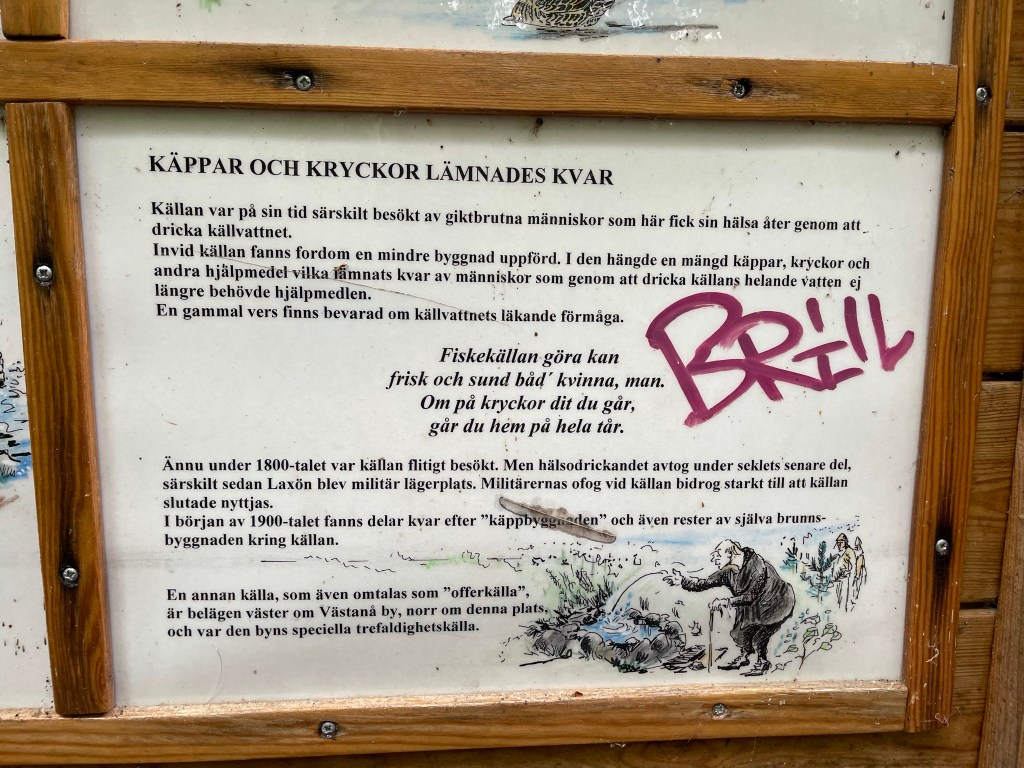 KÄPPAR OCH KRYCKOR LÄMNADES KVAR
Källan var på sin tid särskilt besökt av giktbrutna människor som här fick sin hälsa åter genom att
dricka källvattnet.
Invid källan fanns fordom en mindre byggnad uppförd. I den hängde en mängd käppar, kryckor och
andra hjälpmedel vilka lämnats kvar av människor som genom att dricka källans helande vatten ej
längre behövde hjälpmedlen.
En gammal vers finns bevarad om källvattnets läkande förmåga.
Fiskekällan göra kan
frisk och sund båd´ kvinna, man.
Om på kryckor dit du går,
går du hem på hela tår.
BRILL
Ännu under 1800-talet var källan flitigt besökt. Men hälsodrickandet avtog under seklets senare del,
särskilt sedan Laxön blev militär lägerplats. Militärernas ofog vid källan bidrog starkt till att källan
slutade nyttjas.
I början av 1900-talet fanns delar kvar efter ”käppbyggnaden” och även rester av själva brunns-
byggnaden kring källan.
En annan källa, som även omtalas som ”offerkälla”,
är belägen väster om Västanå by, norr om denna plats,
och var den byns speciella trefaldighetskälla.